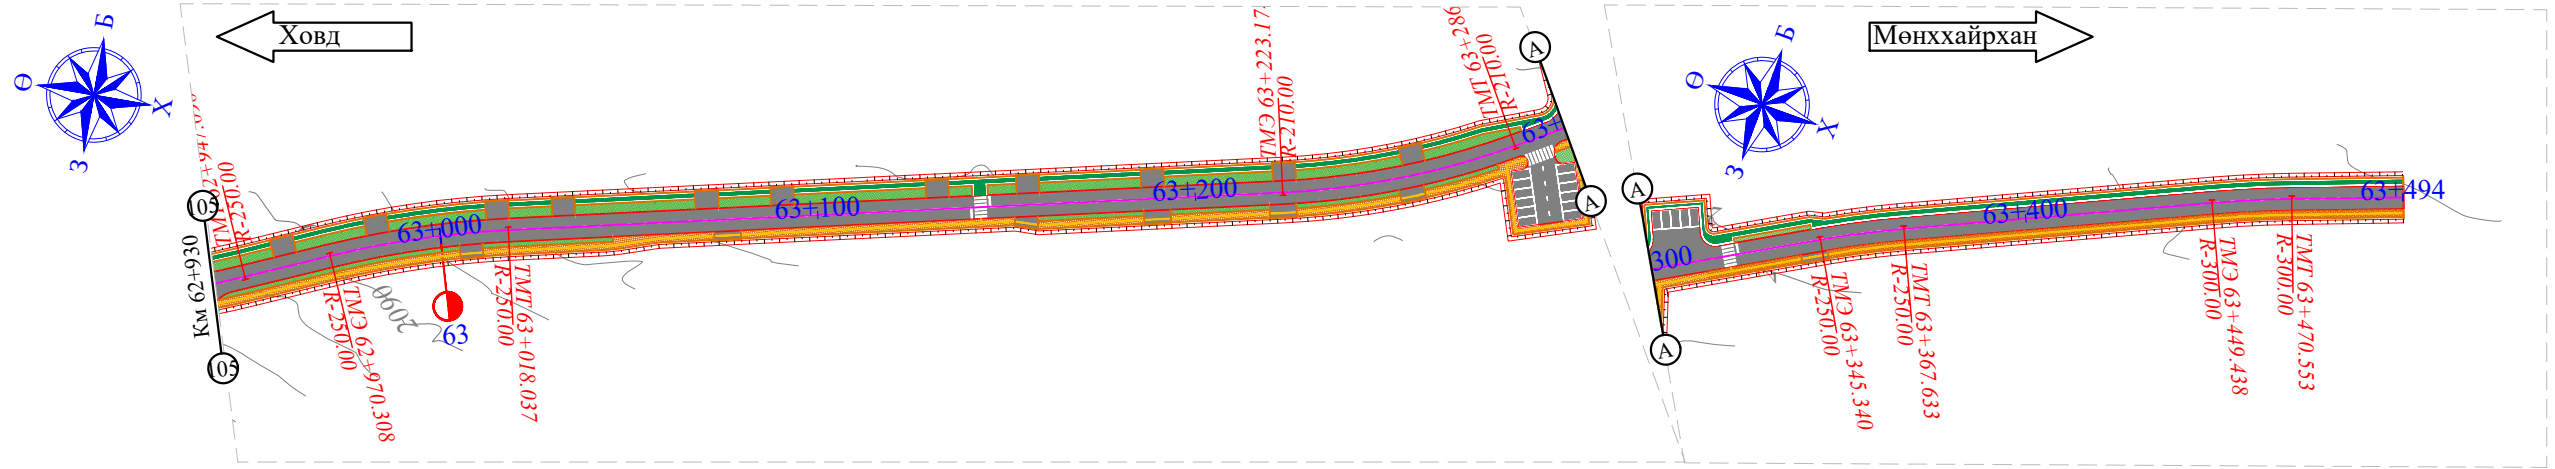 Б
Ө
Х
З
Ховд
R-250.00
105
Км 62+930
105
ТМЭ 62+970.308
R-250.00
2090
63+000
63
ТМТ 63+018.037
R-250.00
63+100
63+200
ТМЭ 63+223.17
R-210.00
ТМТ 63+286
R-210.00
63+
А
А
А
А
300
Б
Ө
Х
З
Мөнххайрхан
ТМЭ 63+345.340
R-250.00
ТМТ 63+367.633
R-250.00
63+400
ТМЭ 63+449.438
R-300.00
ТМТ 63+470.553
R-300.00
63+494